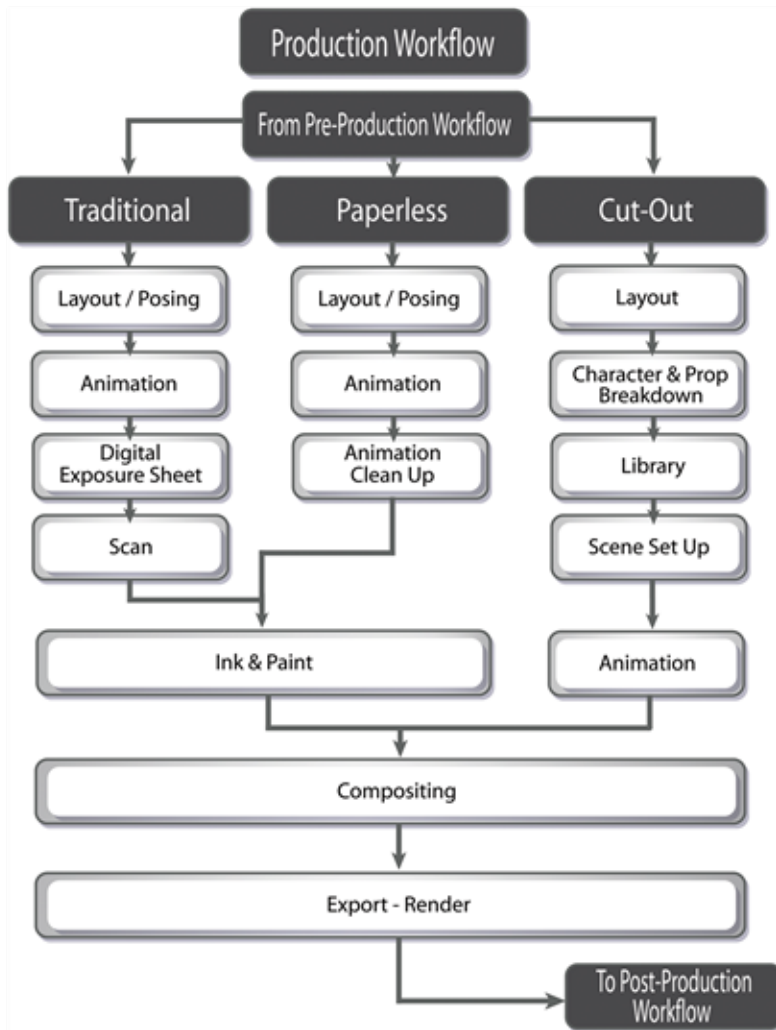 Production Workflow
From Pre-Production Workflow
Traditional
Paperless
Cut-Out
Layout / Posing
Layout / Posing
Layout
Animation
Animation
Character & Prop
Breakdown
Digital
Exposure Sheet
Animation
Clean Up
Library
Scan
Scene Set Up
Ink & Paint
Animation
Compositing
Export - Render
To Post-Production
Workflow